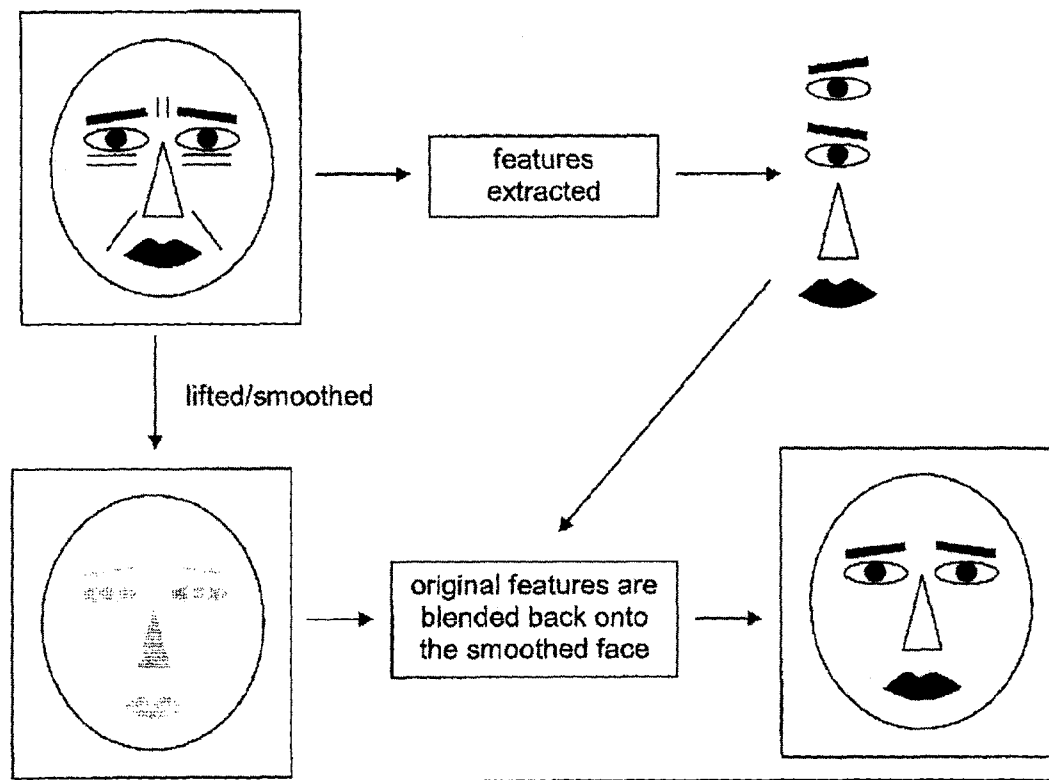 features
extracted
lifted/smoothed
original features are
blended back onto
the smoothed face